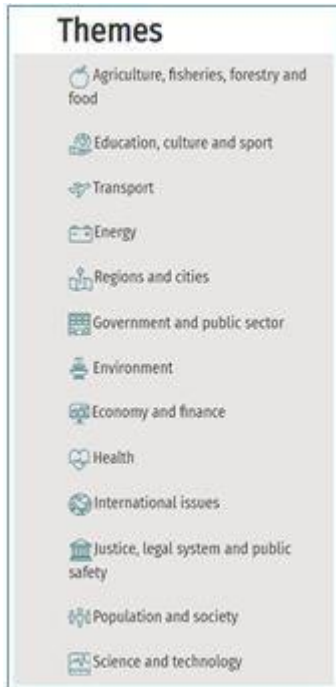 Themes
Agriculture, fisheries, forestry and
food
Education, culture and sport
Transport
Energy
Regions and cities
Government and public sector
Environment
Economy and finance
Health
International issues
Justice, legal system and public
safety
Population and society
Science and technology